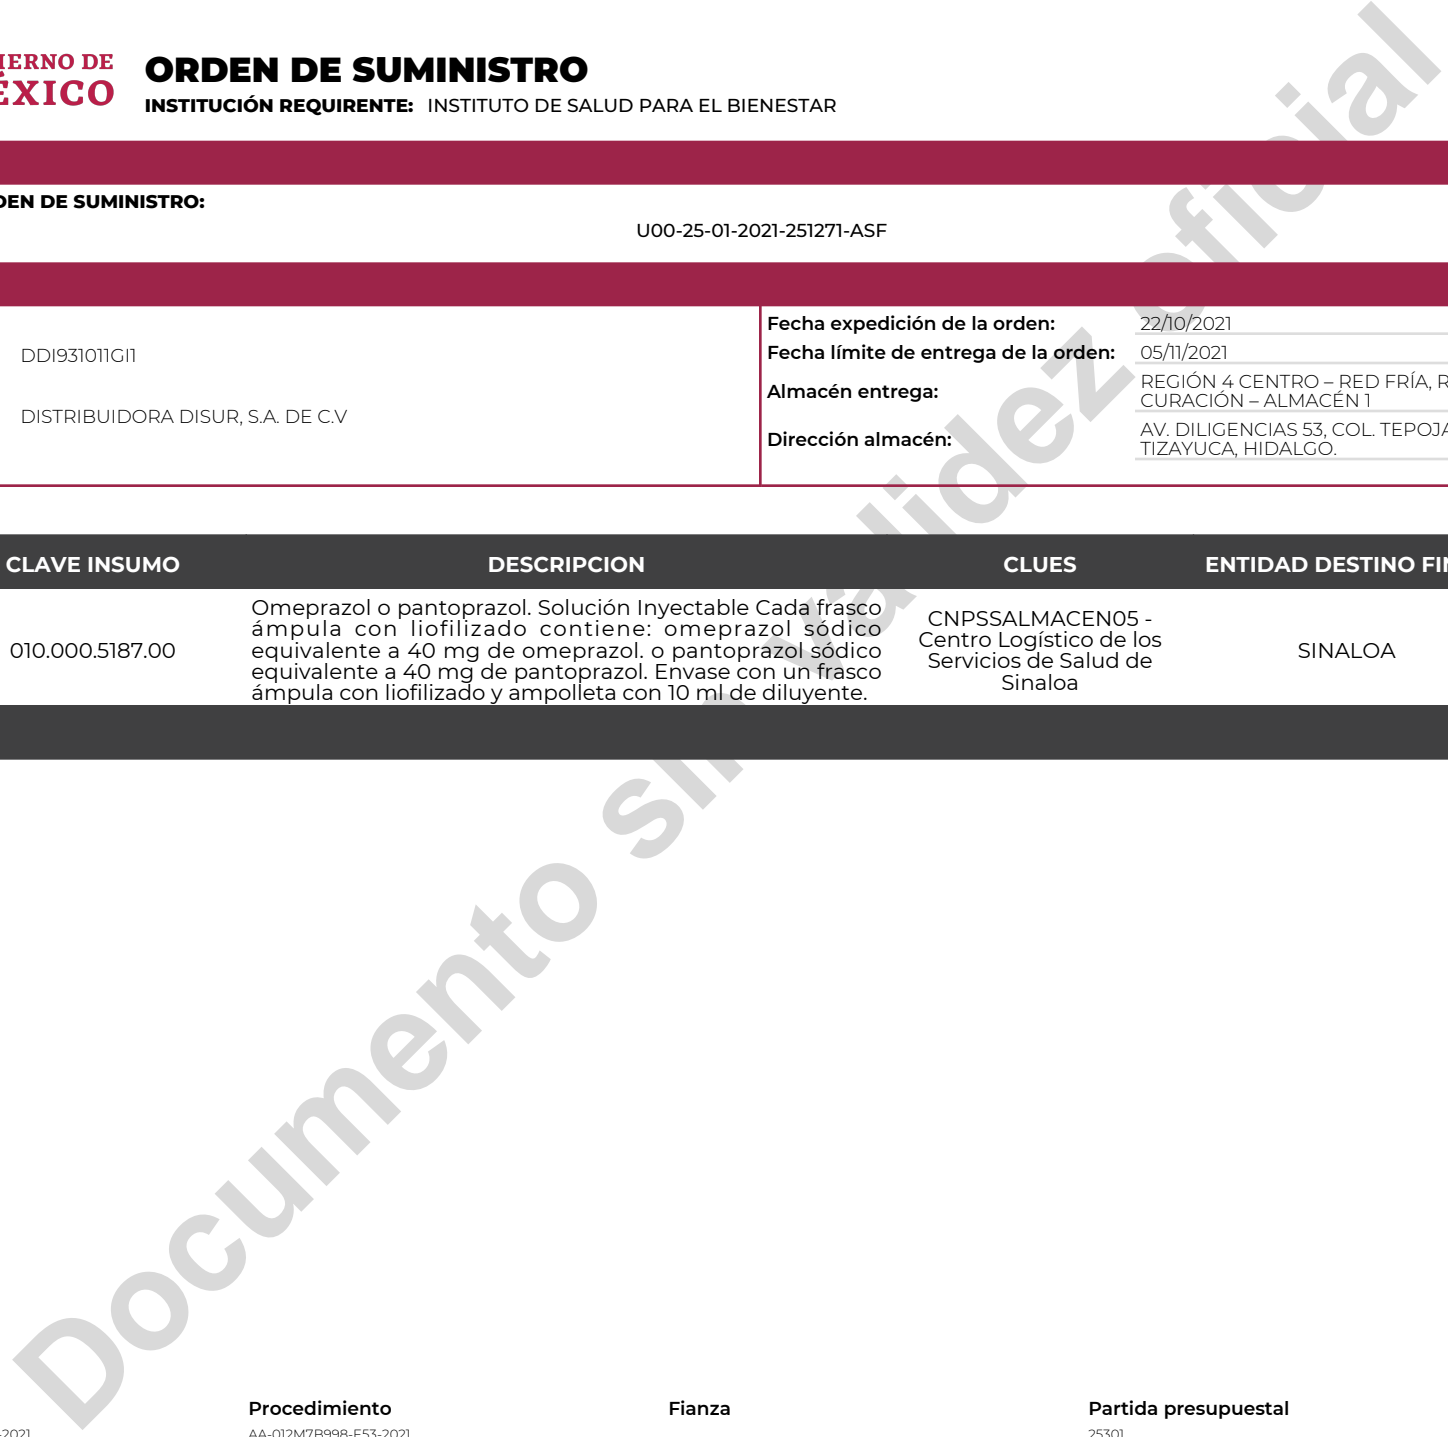 ORDEN DE SUMINISTRO
INSTITUCIÓN REQUIRENTE: INSTITUTO DE SALUD PARA EL BIENESTAR
DE SUMINISTRO:
U00-25-01-2021-251271-ASF
DDI931011GI1
DISTRIBUIDORA DISUR, S.A. DE C.V
Fecha expedición de la orden: 22/10/2021
Fecha límite de entrega de la orden: 05/11/2021
Almacén entrega: REGIÓN 4 CENTRO – RED FRÍA,
CURACIÓN – ALMACÉN 1
Dirección almacén: AV. DILIGENCIAS 53, COL.
TIZAYUCA, HIDALGO.
CLAVE INSUMO DESCRIPCION CLUES ENTIDAD DESTINO
010.000.5187.00
Omeprazol o pantoprazol. Solución Inyectable Cada frasco
ámpula con liofilizado contiene: omeprazol sódico
equivalente a 40 mg de omeprazol. o pantoprazol sódico
equivalente a 40 mg de pantoprazol. Envase con un frasco
ámpula con liofilizado y ampolleta con 10 ml de diluyente.
CNPSSALMACEN05 -
Centro Logístico de los
Servicios de Salud de
Sinaloa
SINALOA
Documento sin validez oficial
Procedimiento Fianza Partida presupuestal
AA-012M7B998-E53-2021 25301